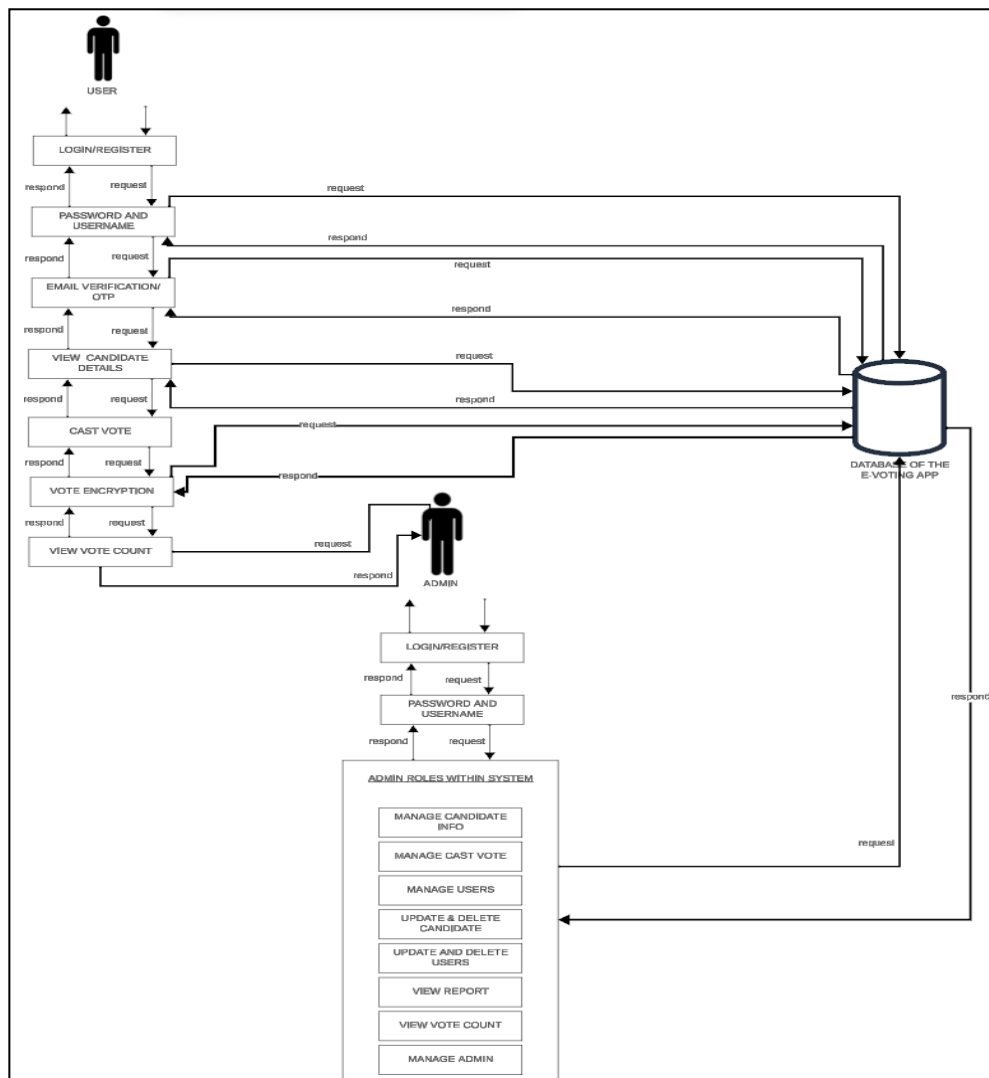 USER
LOGIN/REGISTER
respond
request
request
PASSWORD AND
USERNAME
respond
respond
request
request
EMAIL VERIFICATION/
OTP
respond
respond
request
VIEW CANDIDATE
DETAILS
request
respond
respond
request
CAST VOTE
request
respond
request
VOTE ENCRYPTION
respond
DATABASE OF THE
E-VOTING APP
respond
request
VIEW VOTE COUNT
request
respond
ADMIN
LOGIN/REGISTER
respond
request
PASSWORD AND
USERNAME
respond
respond
request
ADMIN ROLES WITHIN SYSTEM
MANAGE CANDIDATE
INFO
MANAGE CAST VOTE
request
MANAGE USERS
UPDATE & DELETE
CANDIDATE
UPDATE AND DELETE
USERS
VIEW REPORT
VIEW VOTE COUNT
MANAGE ADMIN